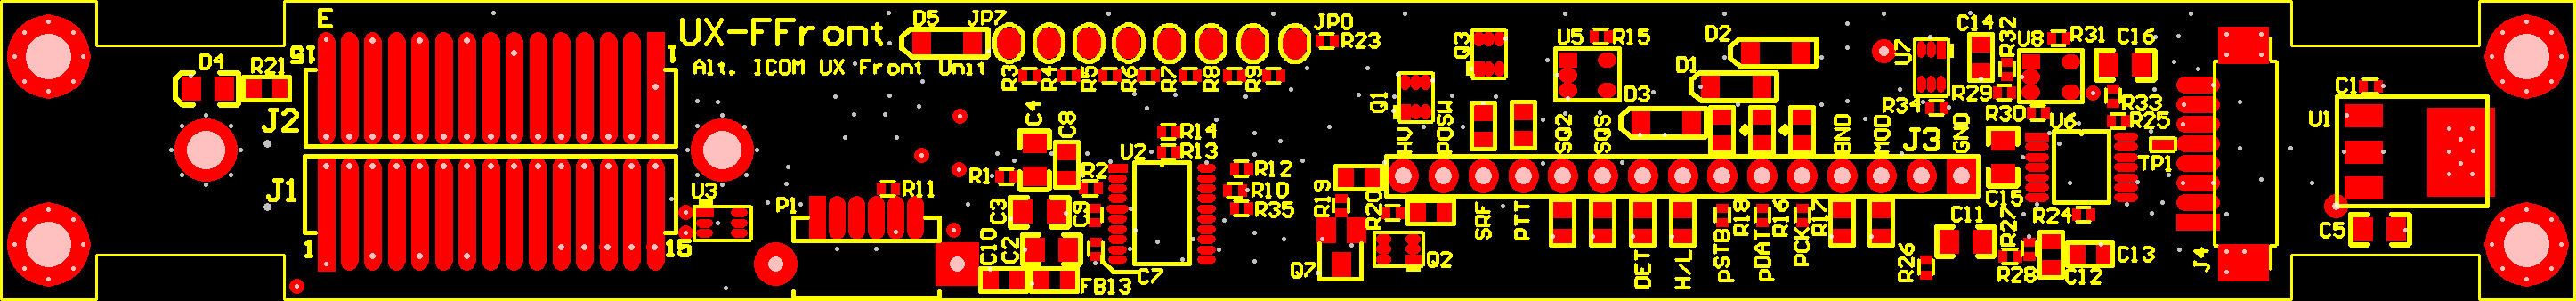 E
15
1
D4
R21
J2
J1
1
15
UX-FFront
Alt. ICOM UX Front Unit
D5
JP7
JP0
R23
R3
R4
R5
R6
R7
R8
R9
U3
P1
R11
R1
C4
C8
R2
U2
R14
R13
R12
R10
R35
C3
C9
C10
C2
C7
FB13
Q3
Q1
U5
R15
D2
D1
D3
HV
POSW
SQ2
SQS
BND
MOD
J3
GND
R19
R20
Q7
Q2
SRF
PTT
DET
H/L
pSTB
R18
pDAT
R16
PCK
R17
U7
C14
R32
U8
R31
C16
R34
R29
R30
R33
R25
U6
TP1
C15
R24
C11
R27
R26
R28
C12
C13
J4
U1
C1
C5